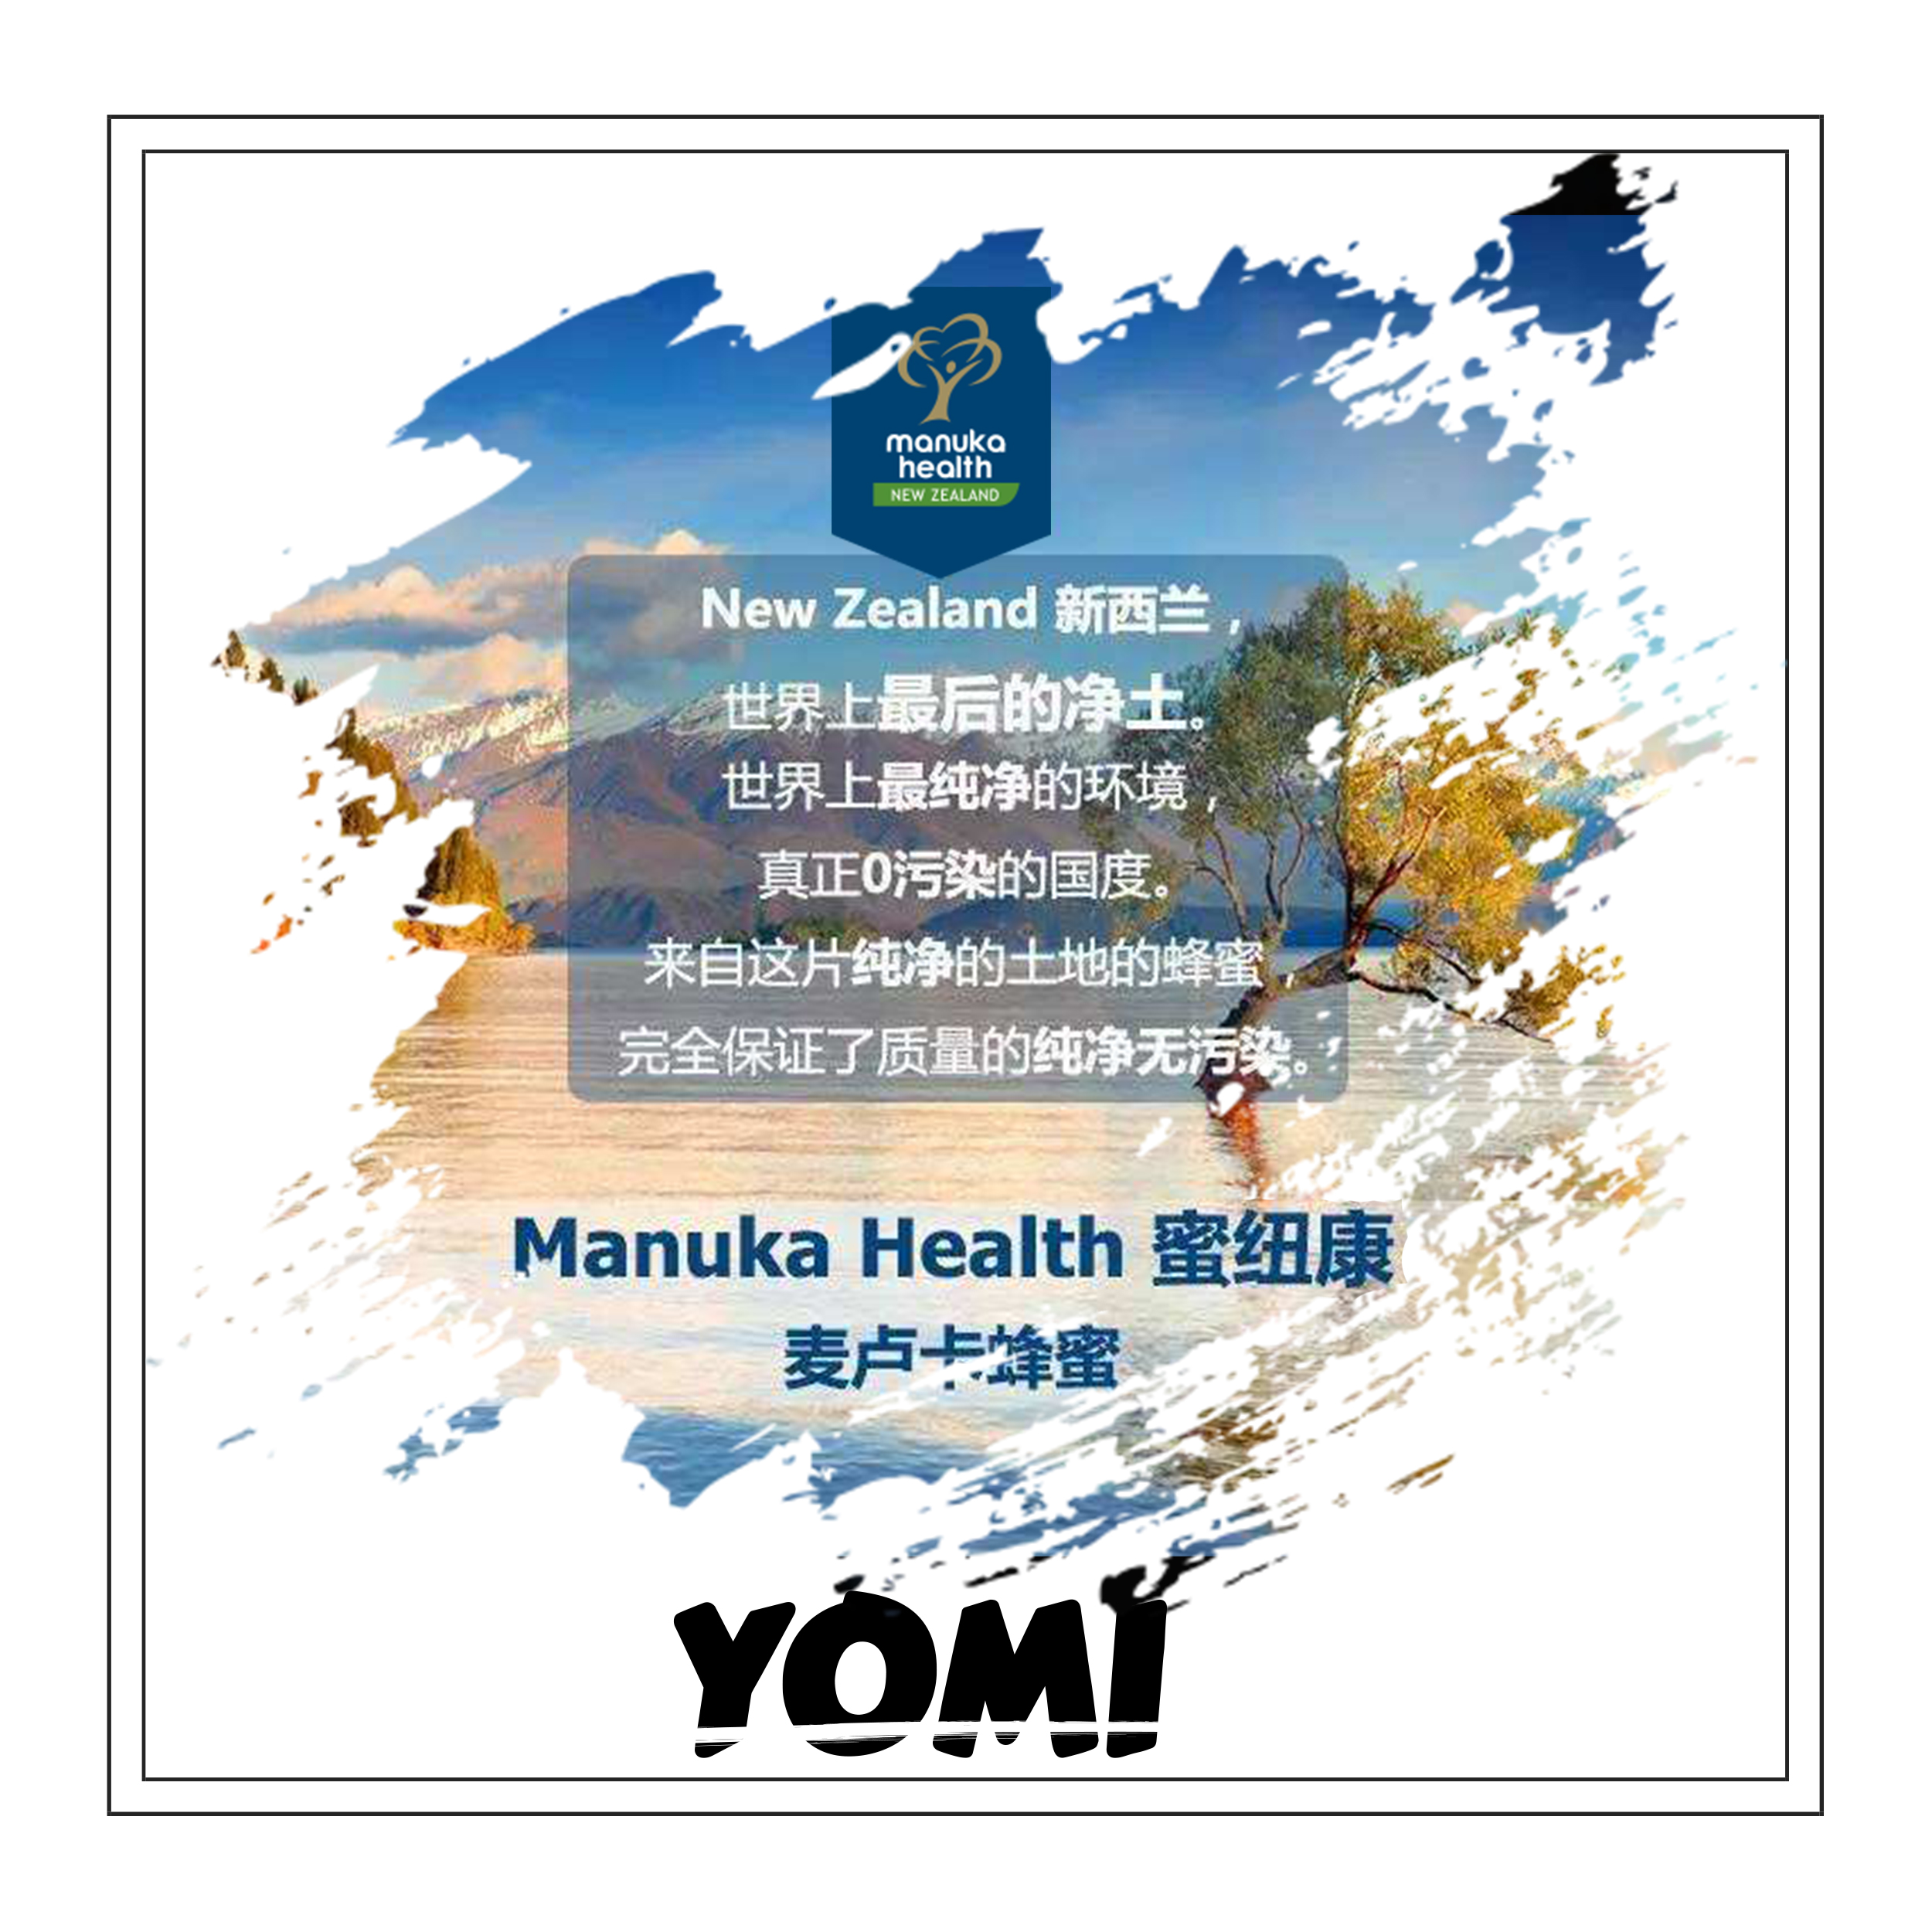 manuka
health
NEW ZEALAND
New Zealand 新西兰，
世界上最后的净土。
世界上最纯净的环境，
真正0污染的国度。
来自这片纯净的土地的蜂蜜，
完全保证了质量的纯净无污染。
Manuka Health 蜜纽康
麦卢卡蜂蜜
YOMI